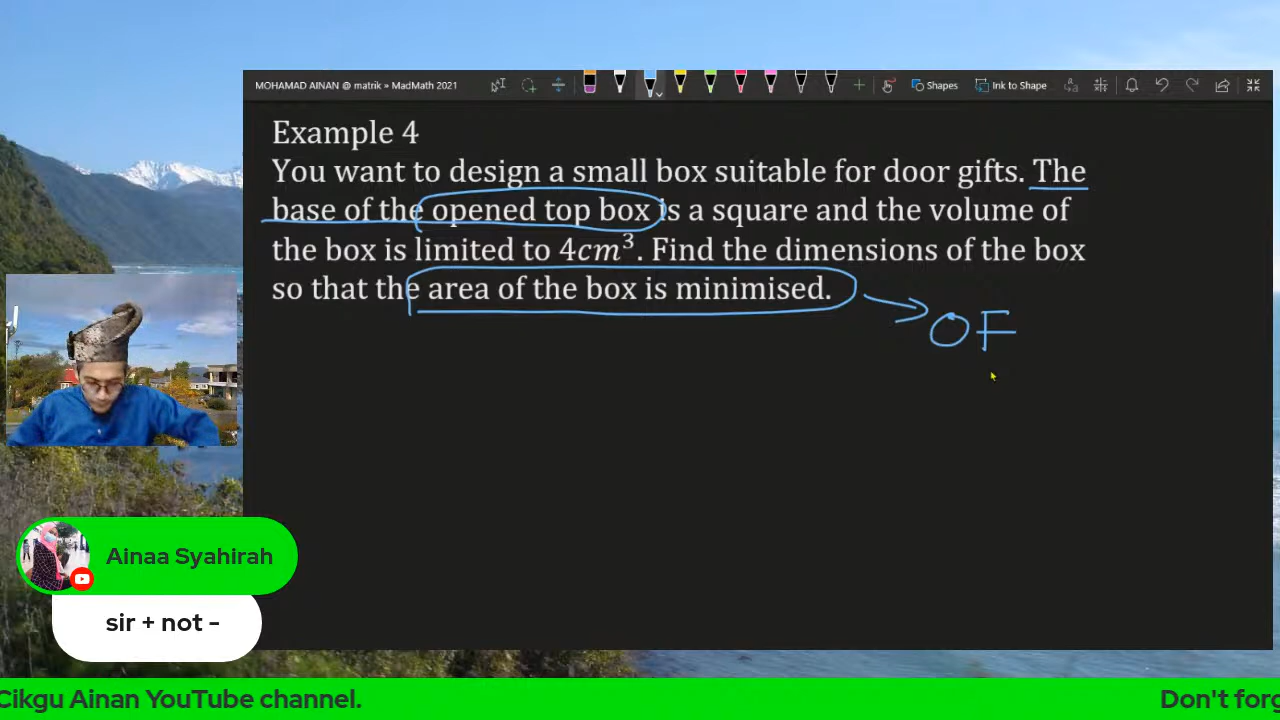 MOHAMAD AINAN @ matrik » MadMath 2021
Shapes
Ink to Shape
Example 4
You want to design a small box suitable for door gifts. The
base of the opened top box is a square and the volume of
the box is limited to 4cm³. Find the dimensions of the box
so that the area of the box is minimised.
OF
Ainaa Syahirah
sir + not -
Cikgu Ainan YouTube channel.
Don't forg